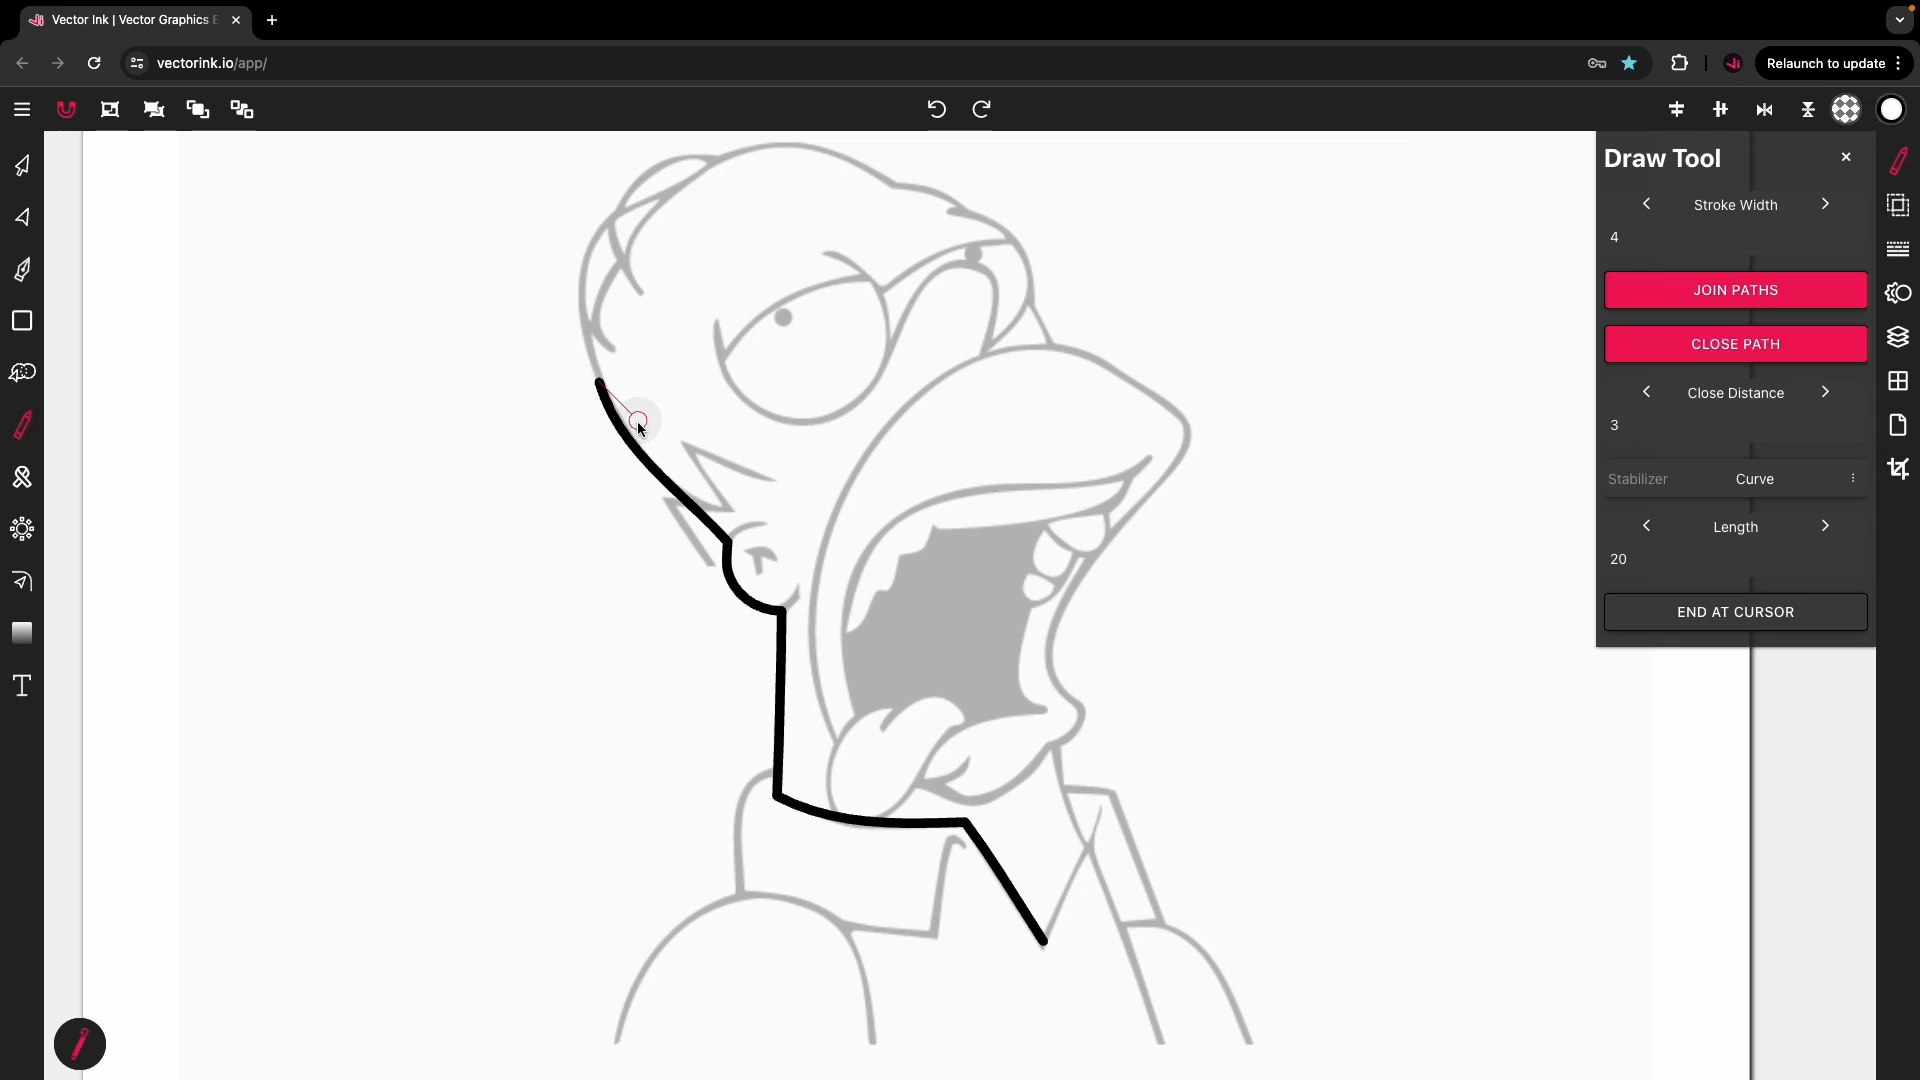 Vector Ink | Vector Graphics E
vectorink.io/app/
Relaunch to update
Draw Tool
Stroke Width
4
JOIN PATHS
CLOSE PATH
Close Distance
3
Stabilizer Curve
Length
20
END AT CURSOR